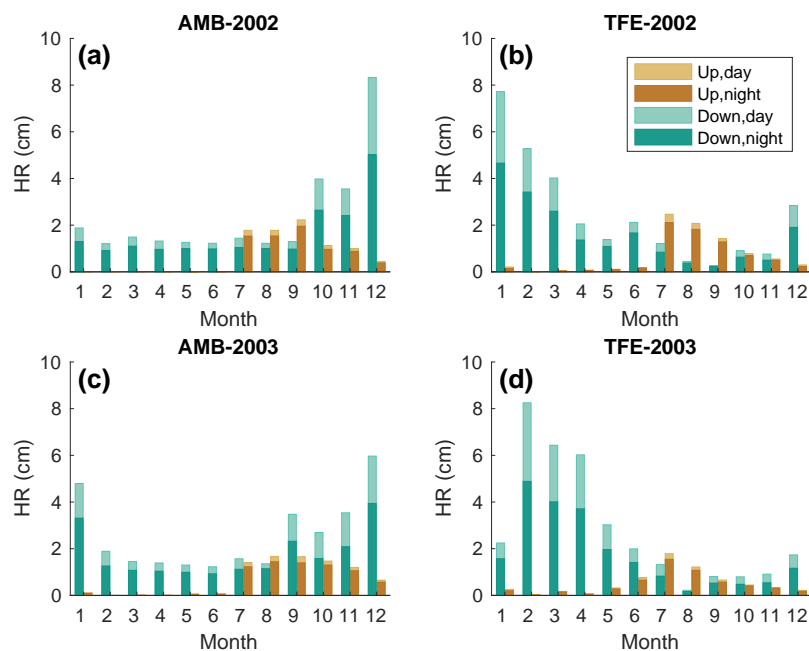 AMB-2002
(a)
HR (cm)
10
8
6
4
2
0
1 2 3 4 5 6 7 8 9 10 11 12
Month
TFE-2002
(b)
HR (cm)
10
8
6
4
2
0
1 2 3 4 5 6 7 8 9 10 11 12
Month
Up,day
Up,night
Down,day
Down,night
AMB-2003
(c)
HR (cm)
10
8
6
4
2
0
1 2 3 4 5 6 7 8 9 10 11 12
Month
TFE-2003
(d)
HR (cm)
10
8
6
4
2
0
1 2 3 4 5 6 7 8 9 10 11 12
Month